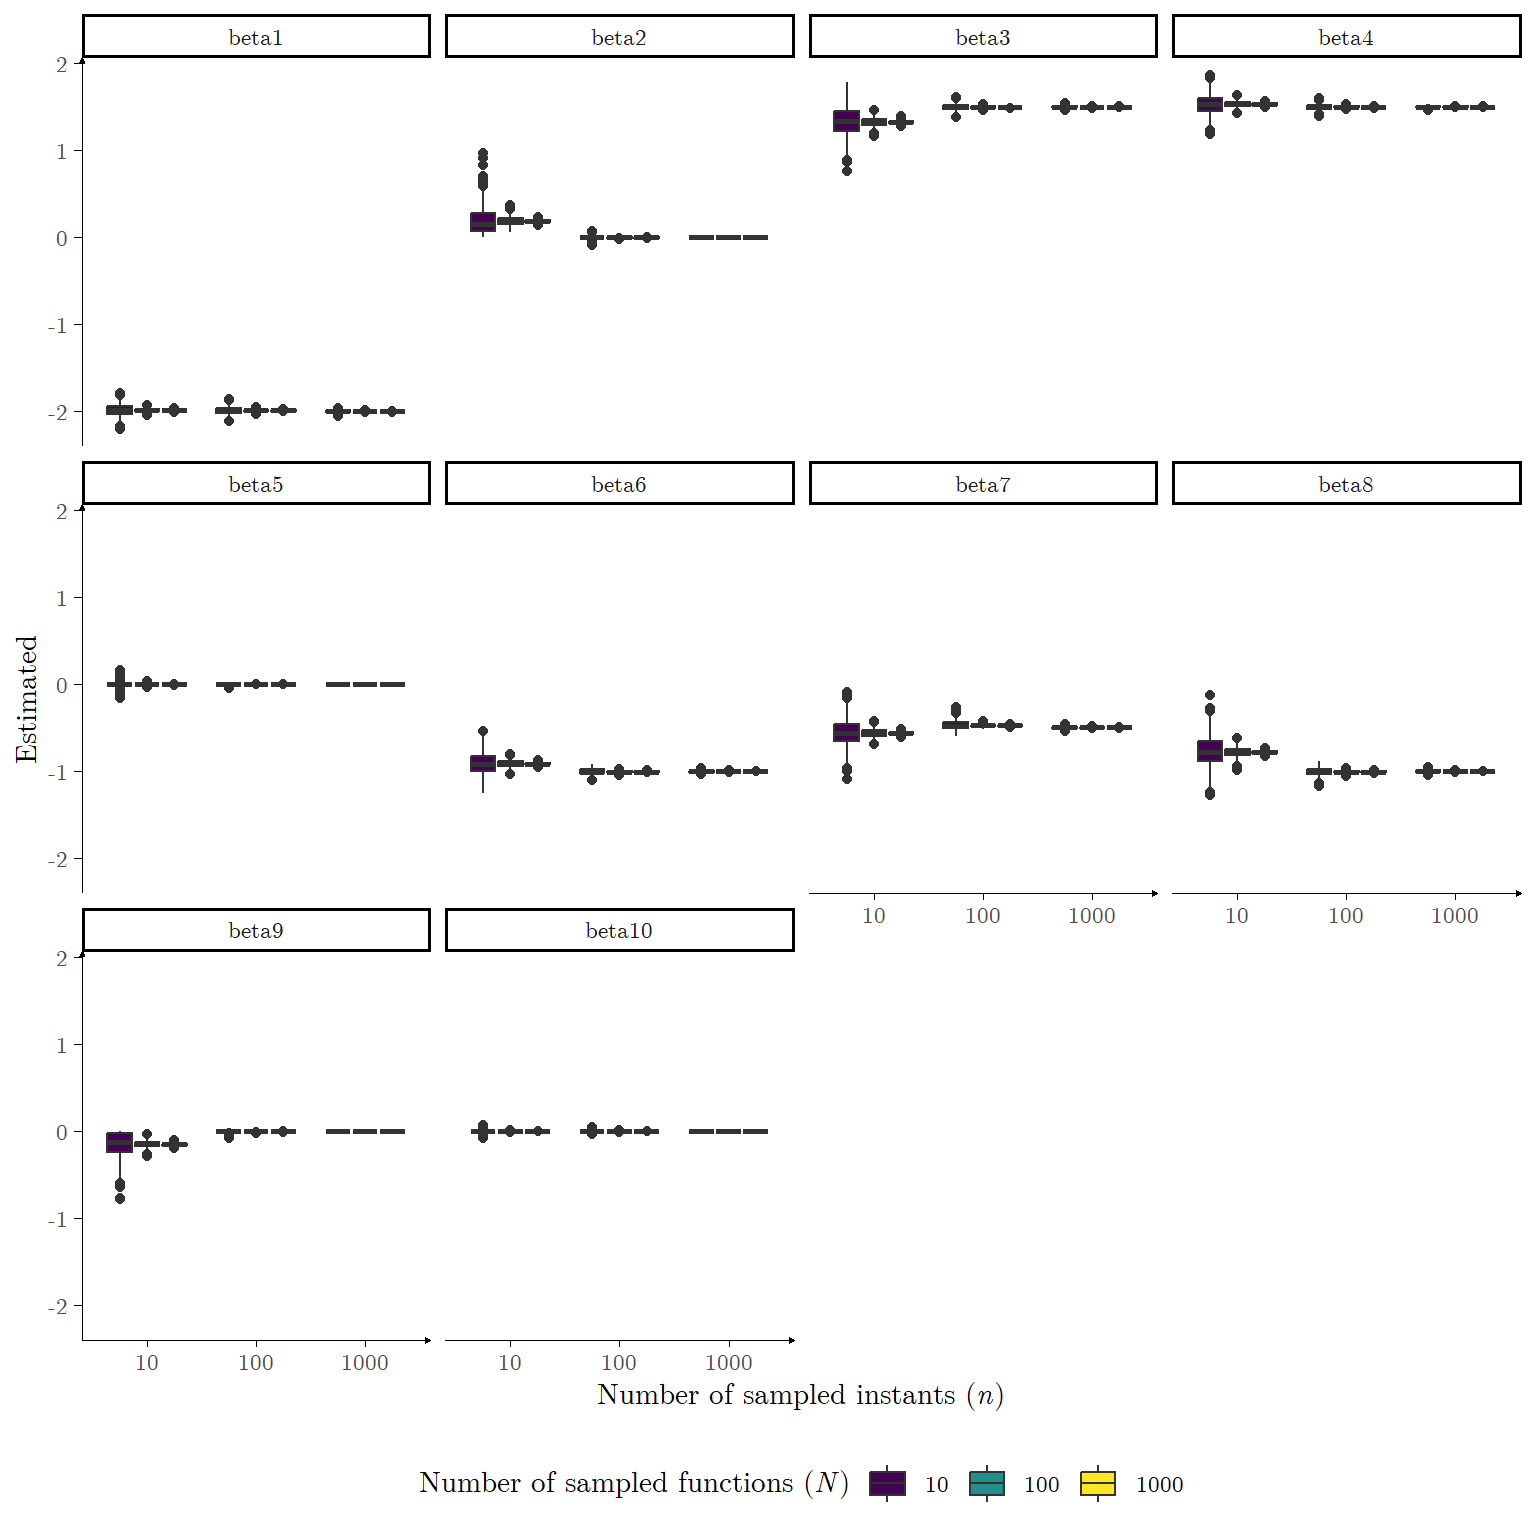 beta1 beta2 beta3 beta4
2
1
0
-1
-2
beta5 beta6 beta7 beta8
2
1
0
-1
-2
10 100 1000 10 100 1000
beta9 beta10
2
1
0
-1
-2
10 100 1000 10 100 1000
Estimated
Number of sampled instants (n)
Number of sampled functions (N) 10 100 1000